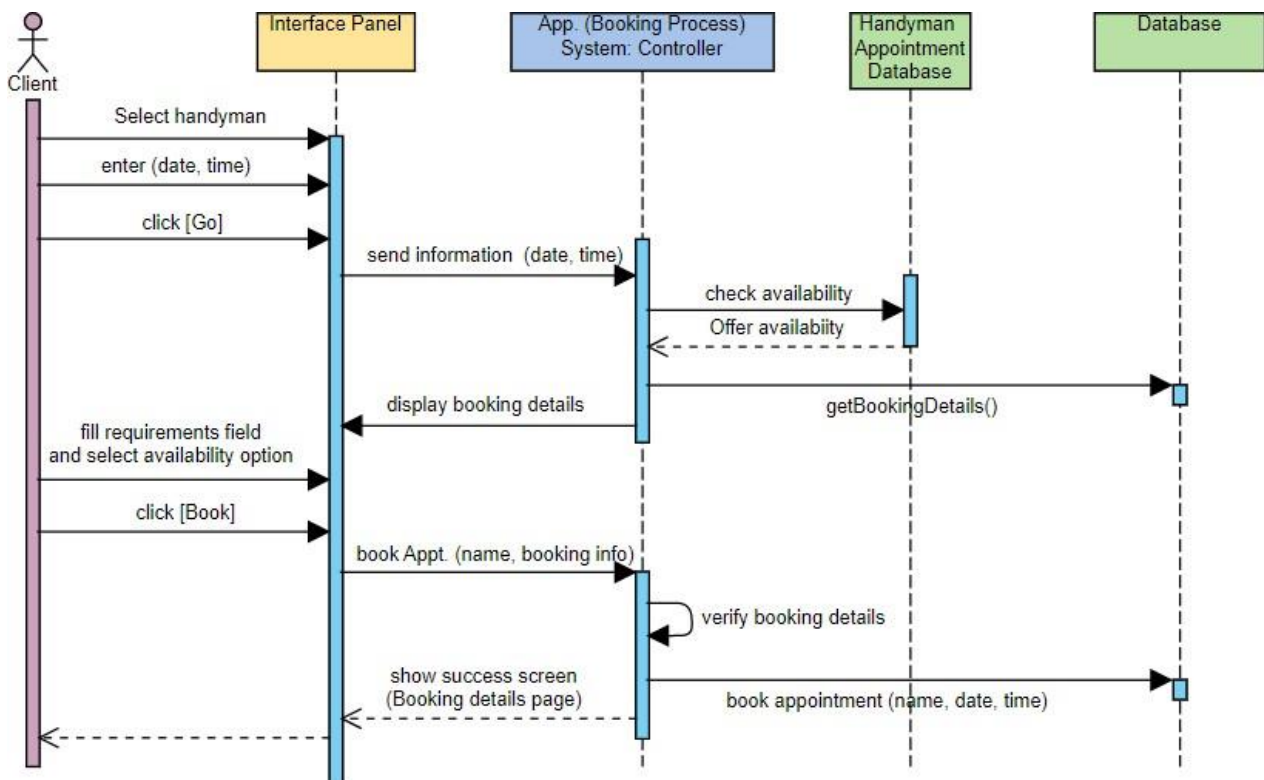 Client
Interface Panel
App. (Booking Process)
System: Controller
Handyman
Appointment
Database
Database
Select handyman
enter (date, time)
click [Go]
send information  (date, time)
check availability
Offer availabiity
getBookingDetails()
display booking details
fill requirements field
and select availability option
click [Book]
book Appt. (name, booking info)
verify booking details
show success screen
(Booking details page)
book appointment (name, date, time)